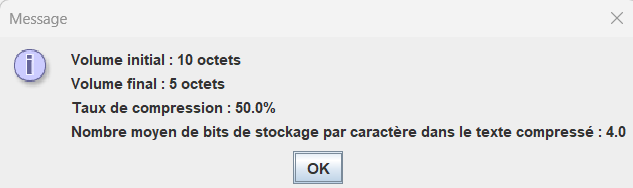 Message
Volume initial : 10 octets
Volume final : 5 octets
Taux de compression : 50.0%
Nombre moyen de bits de stockage par caractère dans le texte compressé : 4.0
OK